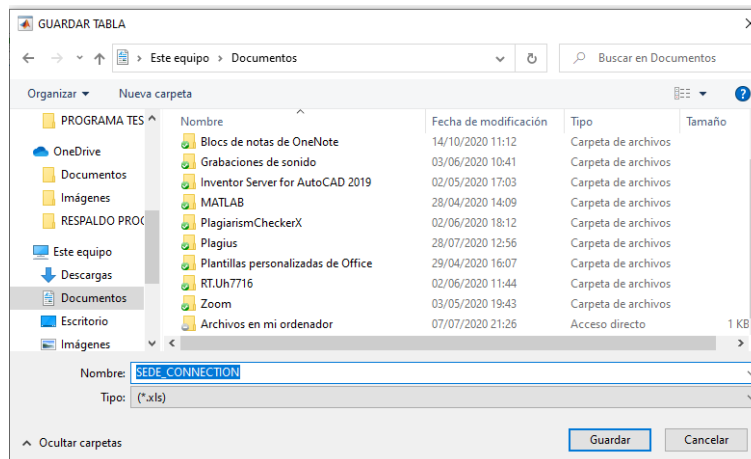 GUARDAR TABLA
Este equipo > Documentos
Buscar en Documentos
Organizar Nueva carpeta
PROGRAMA TES
OneDrive
Documentos
Imágenes
RESPALDO PROC
Este equipo
Descargas
Documentos
Escritorio
Imágenes
Nombre Fecha de modificación Tipo Tamaño
Blocs de notas de OneNote 14/10/2020 11:12 Carpeta de archivos
Grabaciones de sonido 03/06/2020 10:41 Carpeta de archivos
Inventor Server for AutoCAD 2019 02/05/2020 17:03 Carpeta de archivos
MATLAB 28/04/2020 14:09 Carpeta de archivos
PlagiarismCheckerX 02/06/2020 18:12 Carpeta de archivos
Plagius 28/07/2020 12:56 Carpeta de archivos
Plantillas personalizadas de Office 29/04/2020 16:07 Carpeta de archivos
RT.Uh7716 02/06/2020 11:44 Carpeta de archivos
Zoom 03/05/2020 19:43 Carpeta de archivos
Archivos en mi ordenador 07/07/2020 21:26 Acceso directo 1 KB
Nombre: SEDE_CONNECTION
Tipo: (*.xls)
Ocultar carpetas
Guardar Cancelar